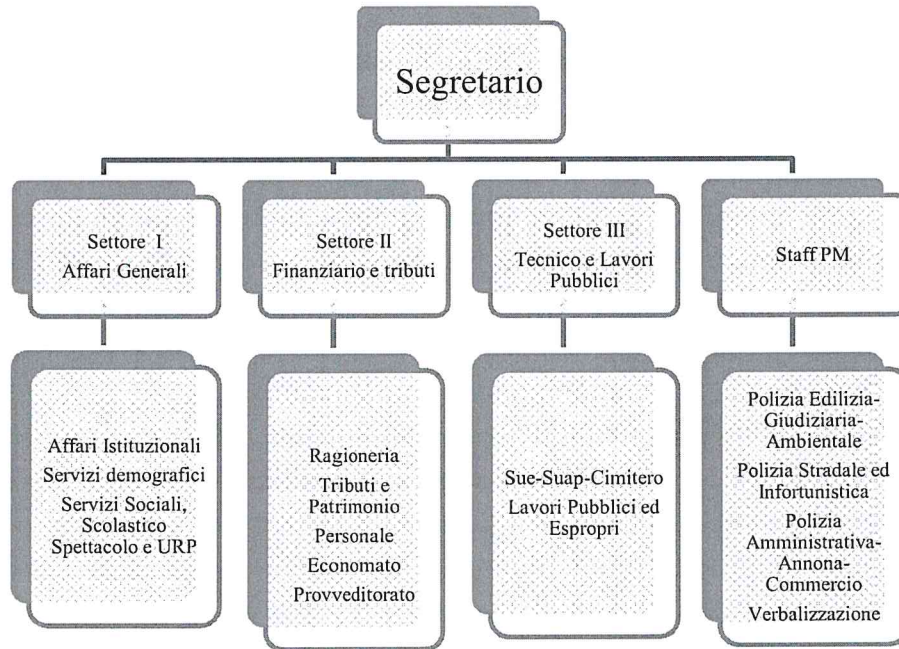 Segretario
Settore I
Affari Generali
Settore II
Finanziario e tributi
Settore III
Tecnico e Lavori
Pubblici
Staff PM
Affari Istituzionali
Servizi demografici
Servizi Sociali,
Scolastico
Spettacolo e URP
Ragioneria
Tributi e
Patrimonio
Personale
Economato
Provveditorato
Sue-Suap-Cimitero
Lavori Pubblici ed
Espropri
Polizia Edilizia-
Giudiziaria-
Ambientale
Polizia Stradale ed
Infortunistica
Polizia
Amministrativa-
Annona-
Commercio
Verbalizzazione